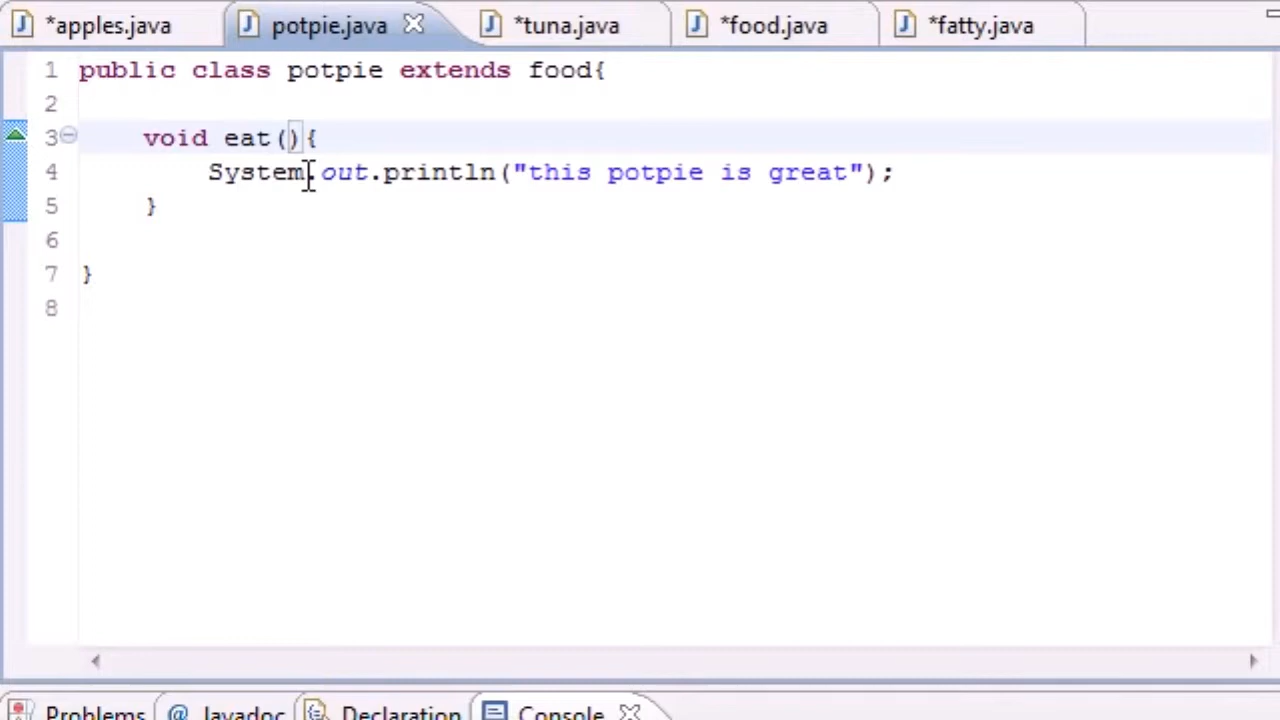 *apples.java potpie.java *tuna.java *food.java *fatty.java
1 public class potpie extends food{
2
3 void eat(){
4 System.out.println("this potpie is great");
5 }
6
7 }
8
Problems @ Javadoc Declaration Console